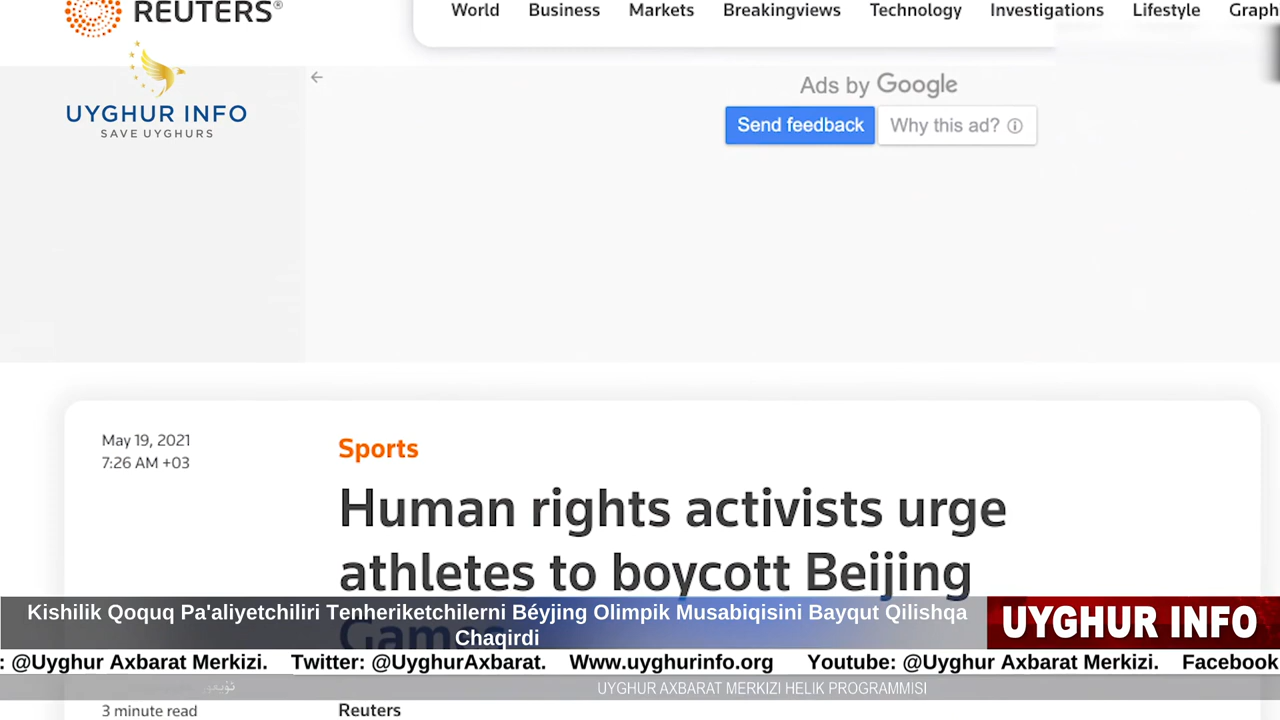 REUTERS®
World Business Markets Breakingviews Technology Investigations Lifestyle Graph
UYGHUR INFO
SAVE UYGHURS
Ads by Google
Send feedback
Why this ad?
May 19, 2021
7:26 AM +03
Sports
Human rights activists urge
athletes to boycott Beijing
Games
Kishilik Qoquq Pa'aliyetchiliri Tenheriketchilerni Béyjing Olimpik Musabiqisini Bayqut Qilishqa
Chaqirdi
UYGHUR INFO
: @Uyghur Axbarat Merkizi. Twitter: @UyghurAxbarat. Www.uyghurinfo.org Youtube: @Uyghur Axbarat Merkizi. Facebook
UYGHUR AXBARAT MERKIZI HELIK PROGRAMMISI
3 minute read
Reuters